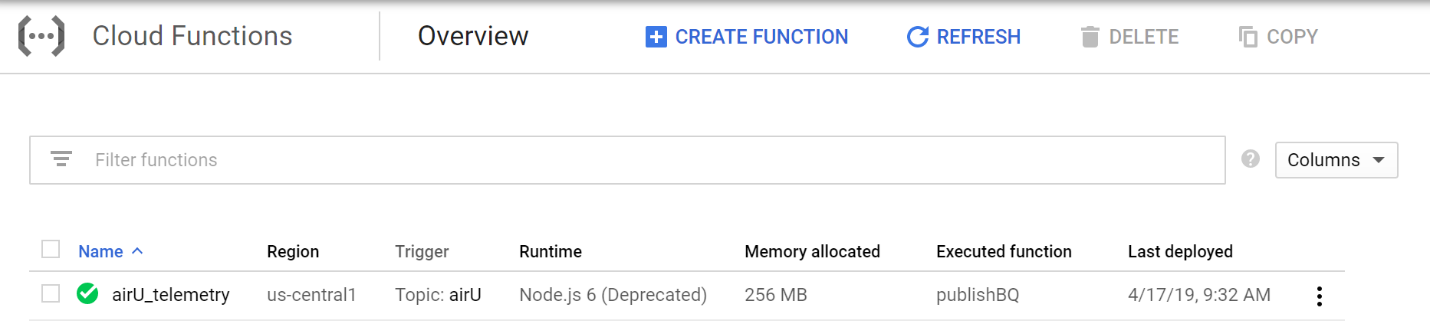 Cloud Functions Overview CREATE FUNCTION REFRESH DELETE COPY
Filter functions Columns
Name Region Trigger Runtime Memory allocated Executed function Last deployed
airU_telemetry us-central1 Topic: airU Node.js 6 (Deprecated) 256 MB publishBQ 4/17/19, 9:32 AM